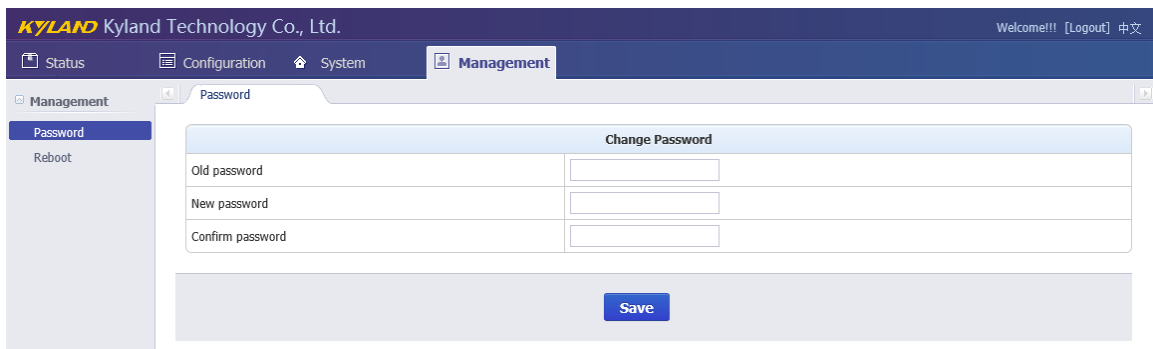 KYLAND Kyland Technology Co., Ltd.
Welcome!!! [Logout] 中文
Status Configuration System Management
Management
Password
Reboot
Password
Change Password
Old password
New password
Confirm password
Save